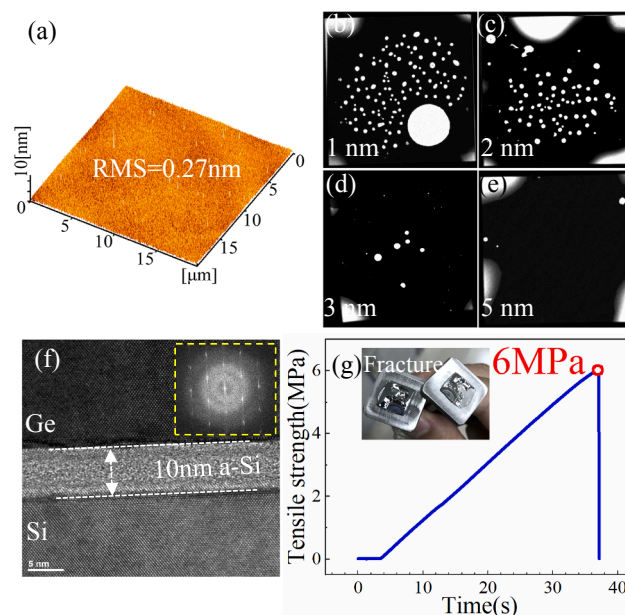 (a)
10[nm]
0
RMS=0.27nm
0
5
10
15
5
10
15
[μm]
(b)
1 nm
(c)
2 nm
(d)
3 nm
(e)
5 nm
(f)
Ge
10nm a-Si
Si
5 nm
(g)
Fracture
6MPa
Tensile strength(MPa)
6
4
2
0
0
10
20
30
40
Time(s)